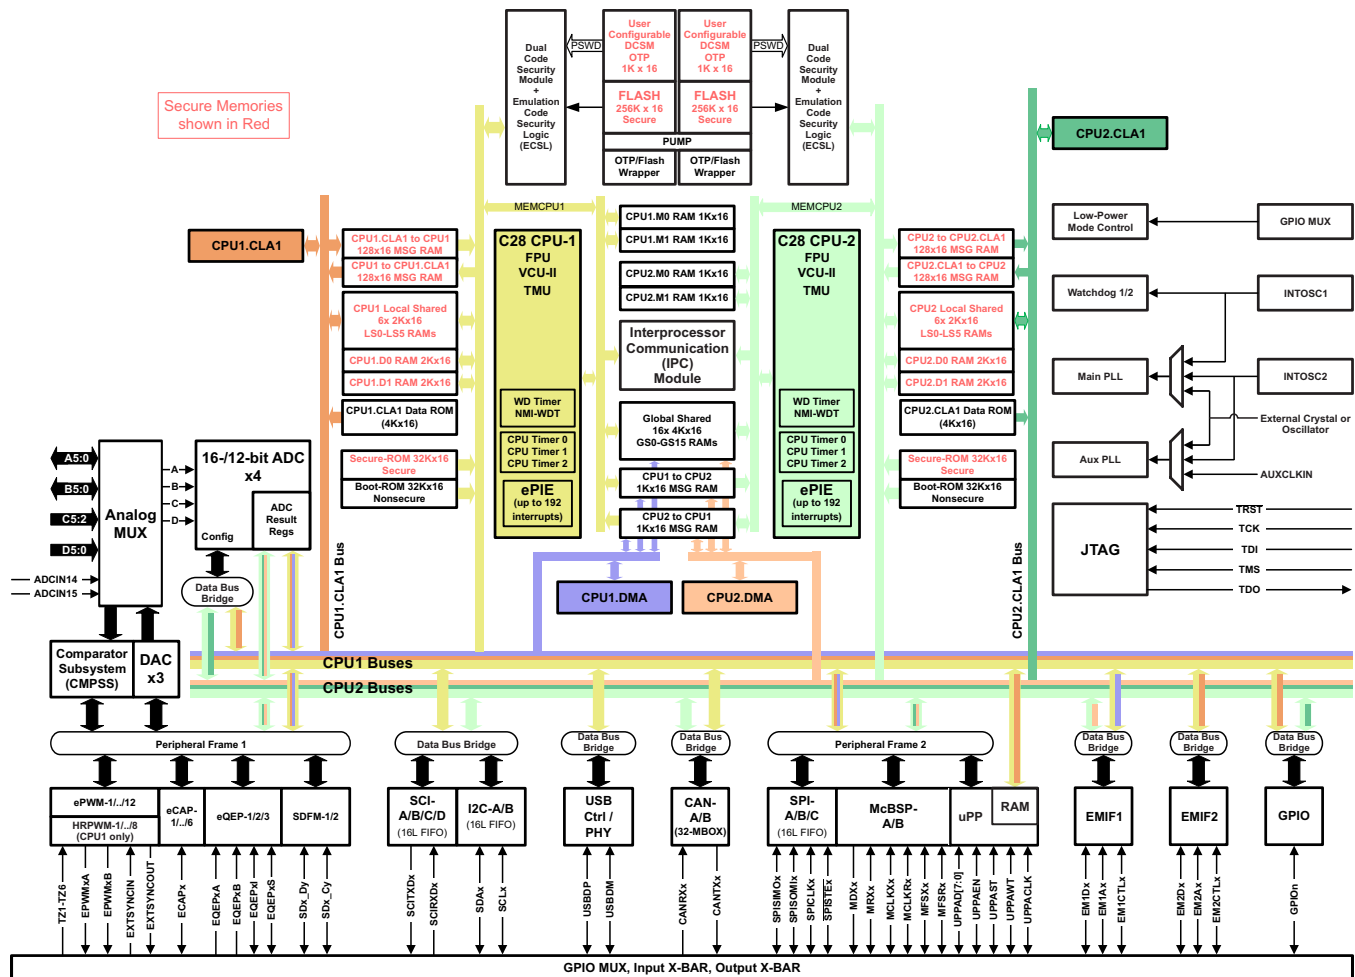 Dual
Code
Security
Module
+
Emulation
Code
Security
Logic
(ECSL)
PSWD
User
Configurable
DCSM
OTP
1K x 16
User
Configurable
DCSM
OTP
1K x 16
PSWD
Dual
Code
Security
Module
+
Emulation
Code
Security
Logic
(ECSL)
FLASH
256K x 16
Secure
FLASH
256K x 16
Secure
PUMP
OTP/Flash
Wrapper
OTP/Flash
Wrapper
Secure Memories
shown in Red
CPU2.CLA1
MEMCPU1
MEMCPU2
CPU1.CLA1
CPU1.CLA1 to CPU1
128x16 MSG RAM
CPU1 to CPU1.CLA1
128x16 MSG RAM
CPU1 Local Shared
6x 2Kx16
LS0-LS5 RAMs
CPU1.D0 RAM 2Kx16
CPU1.D1 RAM 2Kx16
CPU1.CLA1 Data ROM
(4Kx16)
Secure-ROM 32Kx16
Secure
Boot-ROM 32Kx16
Nonsecure
C28 CPU-1
FPU
VCU-II
TMU
WD Timer
NMI-WDT
CPU Timer 0
CPU Timer 1
CPU Timer 2
ePIE
(up to 192
interrupts)
CPU1.M0 RAM 1Kx16
CPU1.M1 RAM 1Kx16
CPU2.M0 RAM 1Kx16
CPU2.M1 RAM 1Kx16
Interprocessor
Communication
(IPC)
Module
Global Shared
16x 4Kx16
GS0-GS15 RAMs
CPU1 to CPU2
1Kx16 MSG RAM
CPU2 to CPU1
1Kx16 MSG RAM
C28 CPU-2
FPU
VCU-II
TMU
WD Timer
NMI-WDT
CPU Timer 0
CPU Timer 1
CPU Timer 2
ePIE
(up to 192
interrupts)
CPU2 to CPU2.CLA1
128x16 MSG RAM
CPU2.CLA1 to CPU2
128x16 MSG RAM
CPU2 Local Shared
6x 2Kx16
LS0-LS5 RAMs
CPU2.D0 RAM 2Kx16
CPU2.D1 RAM 2Kx16
CPU2.CLA1 Data ROM
(4Kx16)
Secure-ROM 32Kx16
Secure
Boot-ROM 32Kx16
Nonsecure
Low-Power
Mode Control
GPIO MUX
Watchdog 1/2
INTOSC1
Main PLL
INTOSC2
External Crystal or
Oscillator
Aux PLL
AUXCLKIN
JTAG
TRST
TCK
TDI
TMS
TDO
A5:0
B5:0
C5:2
D5:0
ADCIN14
ADCIN15
Analog
MUX
A
B
C
D
16-/12-bit ADC
x4
ADC
Result
Regs
Config
Data Bus
Bridge
CPU1.CLA1 Bus
CPU2.CLA1 Bus
CPU1.DMA
CPU2.DMA
Comparator
Subsystem
(CMPSS)
DAC
x3
CPU1 Buses
CPU2 Buses
Peripheral Frame 1
Data Bus Bridge
Data Bus
Bridge
Data Bus
Bridge
Peripheral Frame 2
Data Bus
Bridge
Data Bus
Bridge
Data Bus
Bridge
ePWM-1/../12
HRPWM-1/../8
(CPU1 only)
eCAP-
1/../6
eQEP-1/2/3
SDFM-1/2
SCI-
A/B/C/D
(16L FIFO)
I2C-A/B
(16L FIFO)
USB
Ctrl /
PHY
CAN-
A/B
(32-MBOX)
SPI-
A/B/C
(16L FIFO)
McBSP-
A/B
uPP
RAM
EMIF1
EMIF2
GPIO
TZ1-TZ6
EPWMxA
EPWMxB
EXTSYNCIN
EXTSYNCOUT
ECAPx
EQEPxA
EQEPxB
EQEPxI
EQEPxS
SDx_Dy
SDx_Cy
SCITXDx
SCIRXDx
SDAx
SCLx
USBDP
USBDM
CANRXx
CANTXx
SPISIMOx
SPISOMIx
SPICLKx
SPISTEx
MDXx
MRXx
MCLKXx
MCLKRx
MFSXx
MFSRx
UPPAD[7:0]
UPPAEN
UPPAST
UPPAWT
UPPACLK
EM1Dx
EM1Ax
EM1CTLx
EM2Dx
EM2Ax
EM2CTLx
GPIOn
GPIO MUX, Input X-BAR, Output X-BAR